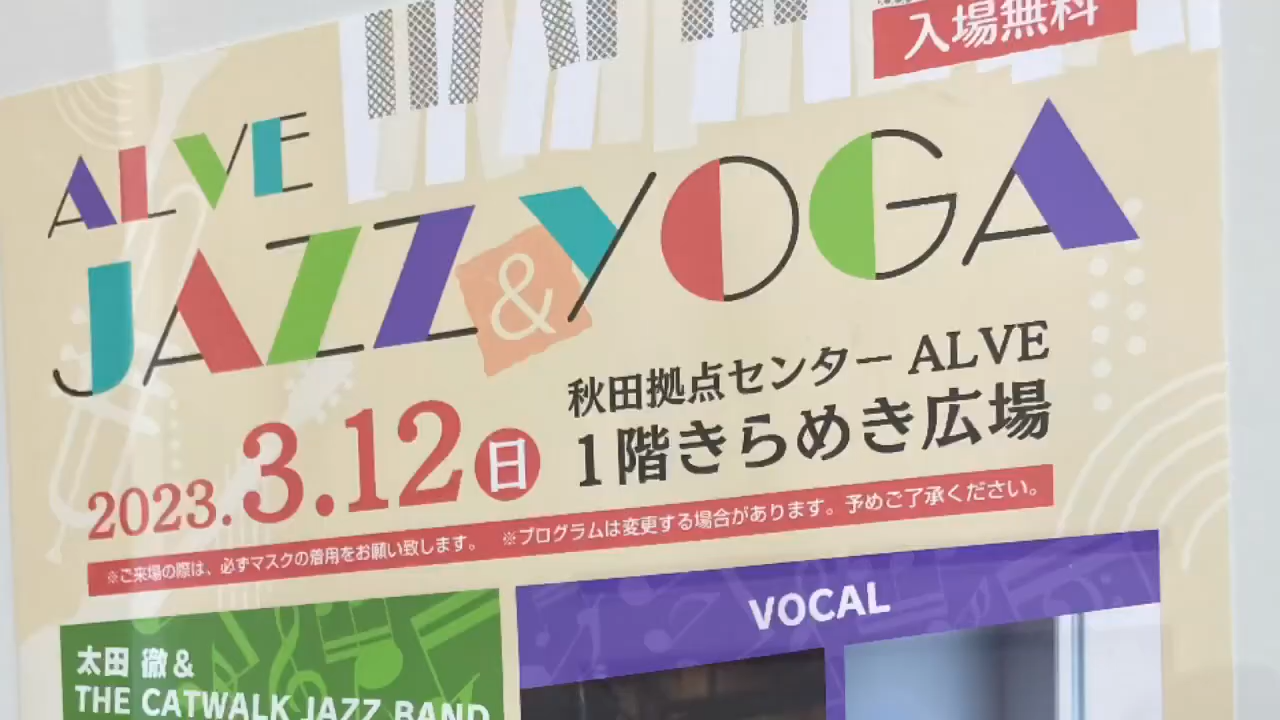 入場無料
ALVE
JAZZ & YOGA
秋田拠点センター ALVE
1階きらめき広場
2023.3.12日
※ご来場の際は、必ずマスクの着用をお願い致します。 ※プログラムは変更する場合があります。予めご了承ください。
太田 徹 &
THE CATWALK JAZZ BAND
VOCAL